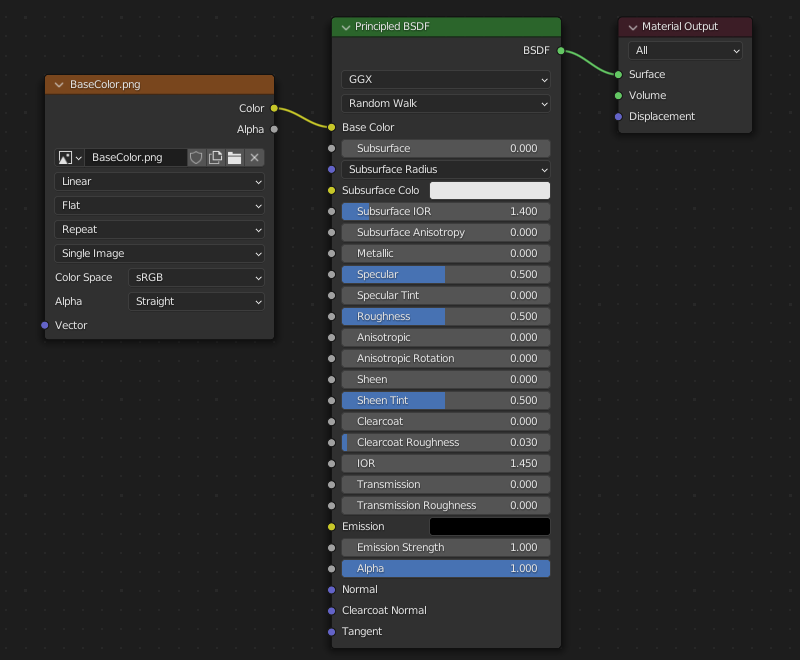 BaseColor.png
Color
Alpha
BaseColor.png
Linear
Flat
Repeat
Single Image
Color Space sRGB
Alpha Straight
Vector
Principled BSDF
BSDF
GGX
Random Walk
Base Color
Subsurface 0.000
Subsurface Radius
Subsurface Colo
Subsurface IOR 1.400
Subsurface Anisotropy 0.000
Metallic 0.000
Specular 0.500
Specular Tint 0.000
Roughness 0.500
Anisotropic 0.000
Anisotropic Rotation 0.000
Sheen 0.000
Sheen Tint 0.500
Clearcoat 0.000
Clearcoat Roughness 0.030
IOR 1.450
Transmission 0.000
Transmission Roughness 0.000
Emission
Emission Strength 1.000
Alpha 1.000
Normal
Clearcoat Normal
Tangent
Material Output
All
Surface
Volume
Displacement